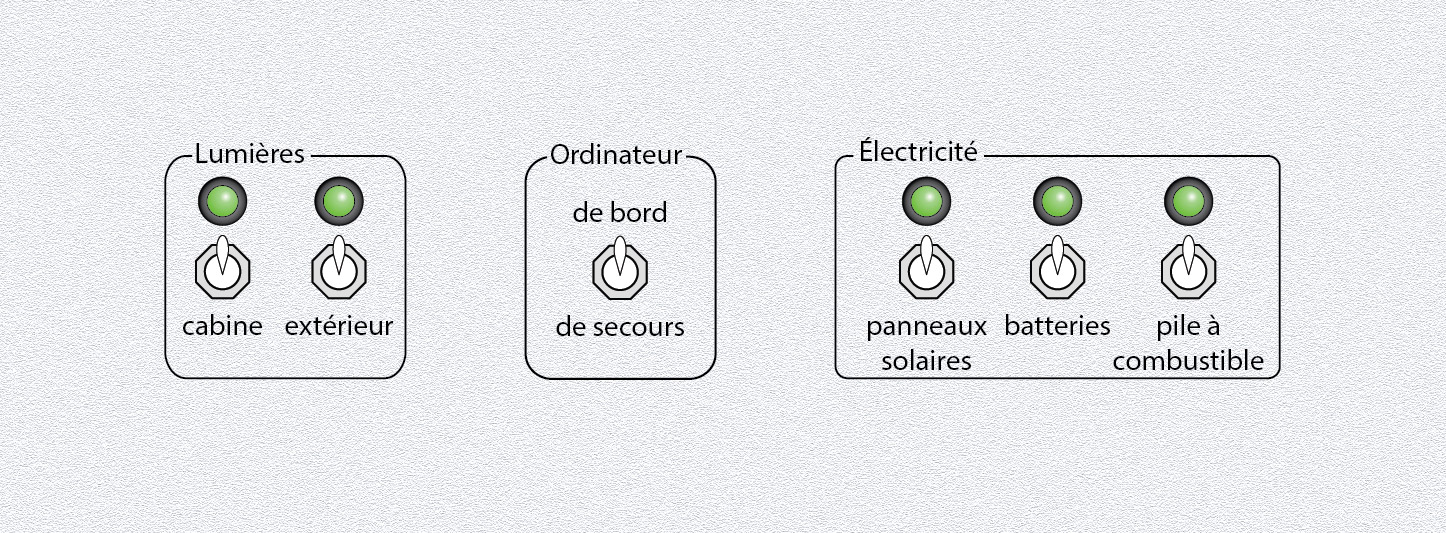 Lumières
cabine extérieur
Ordinateur
de bord
de secours
Électricité
panneaux
solaires
batteries
pile à
combustible